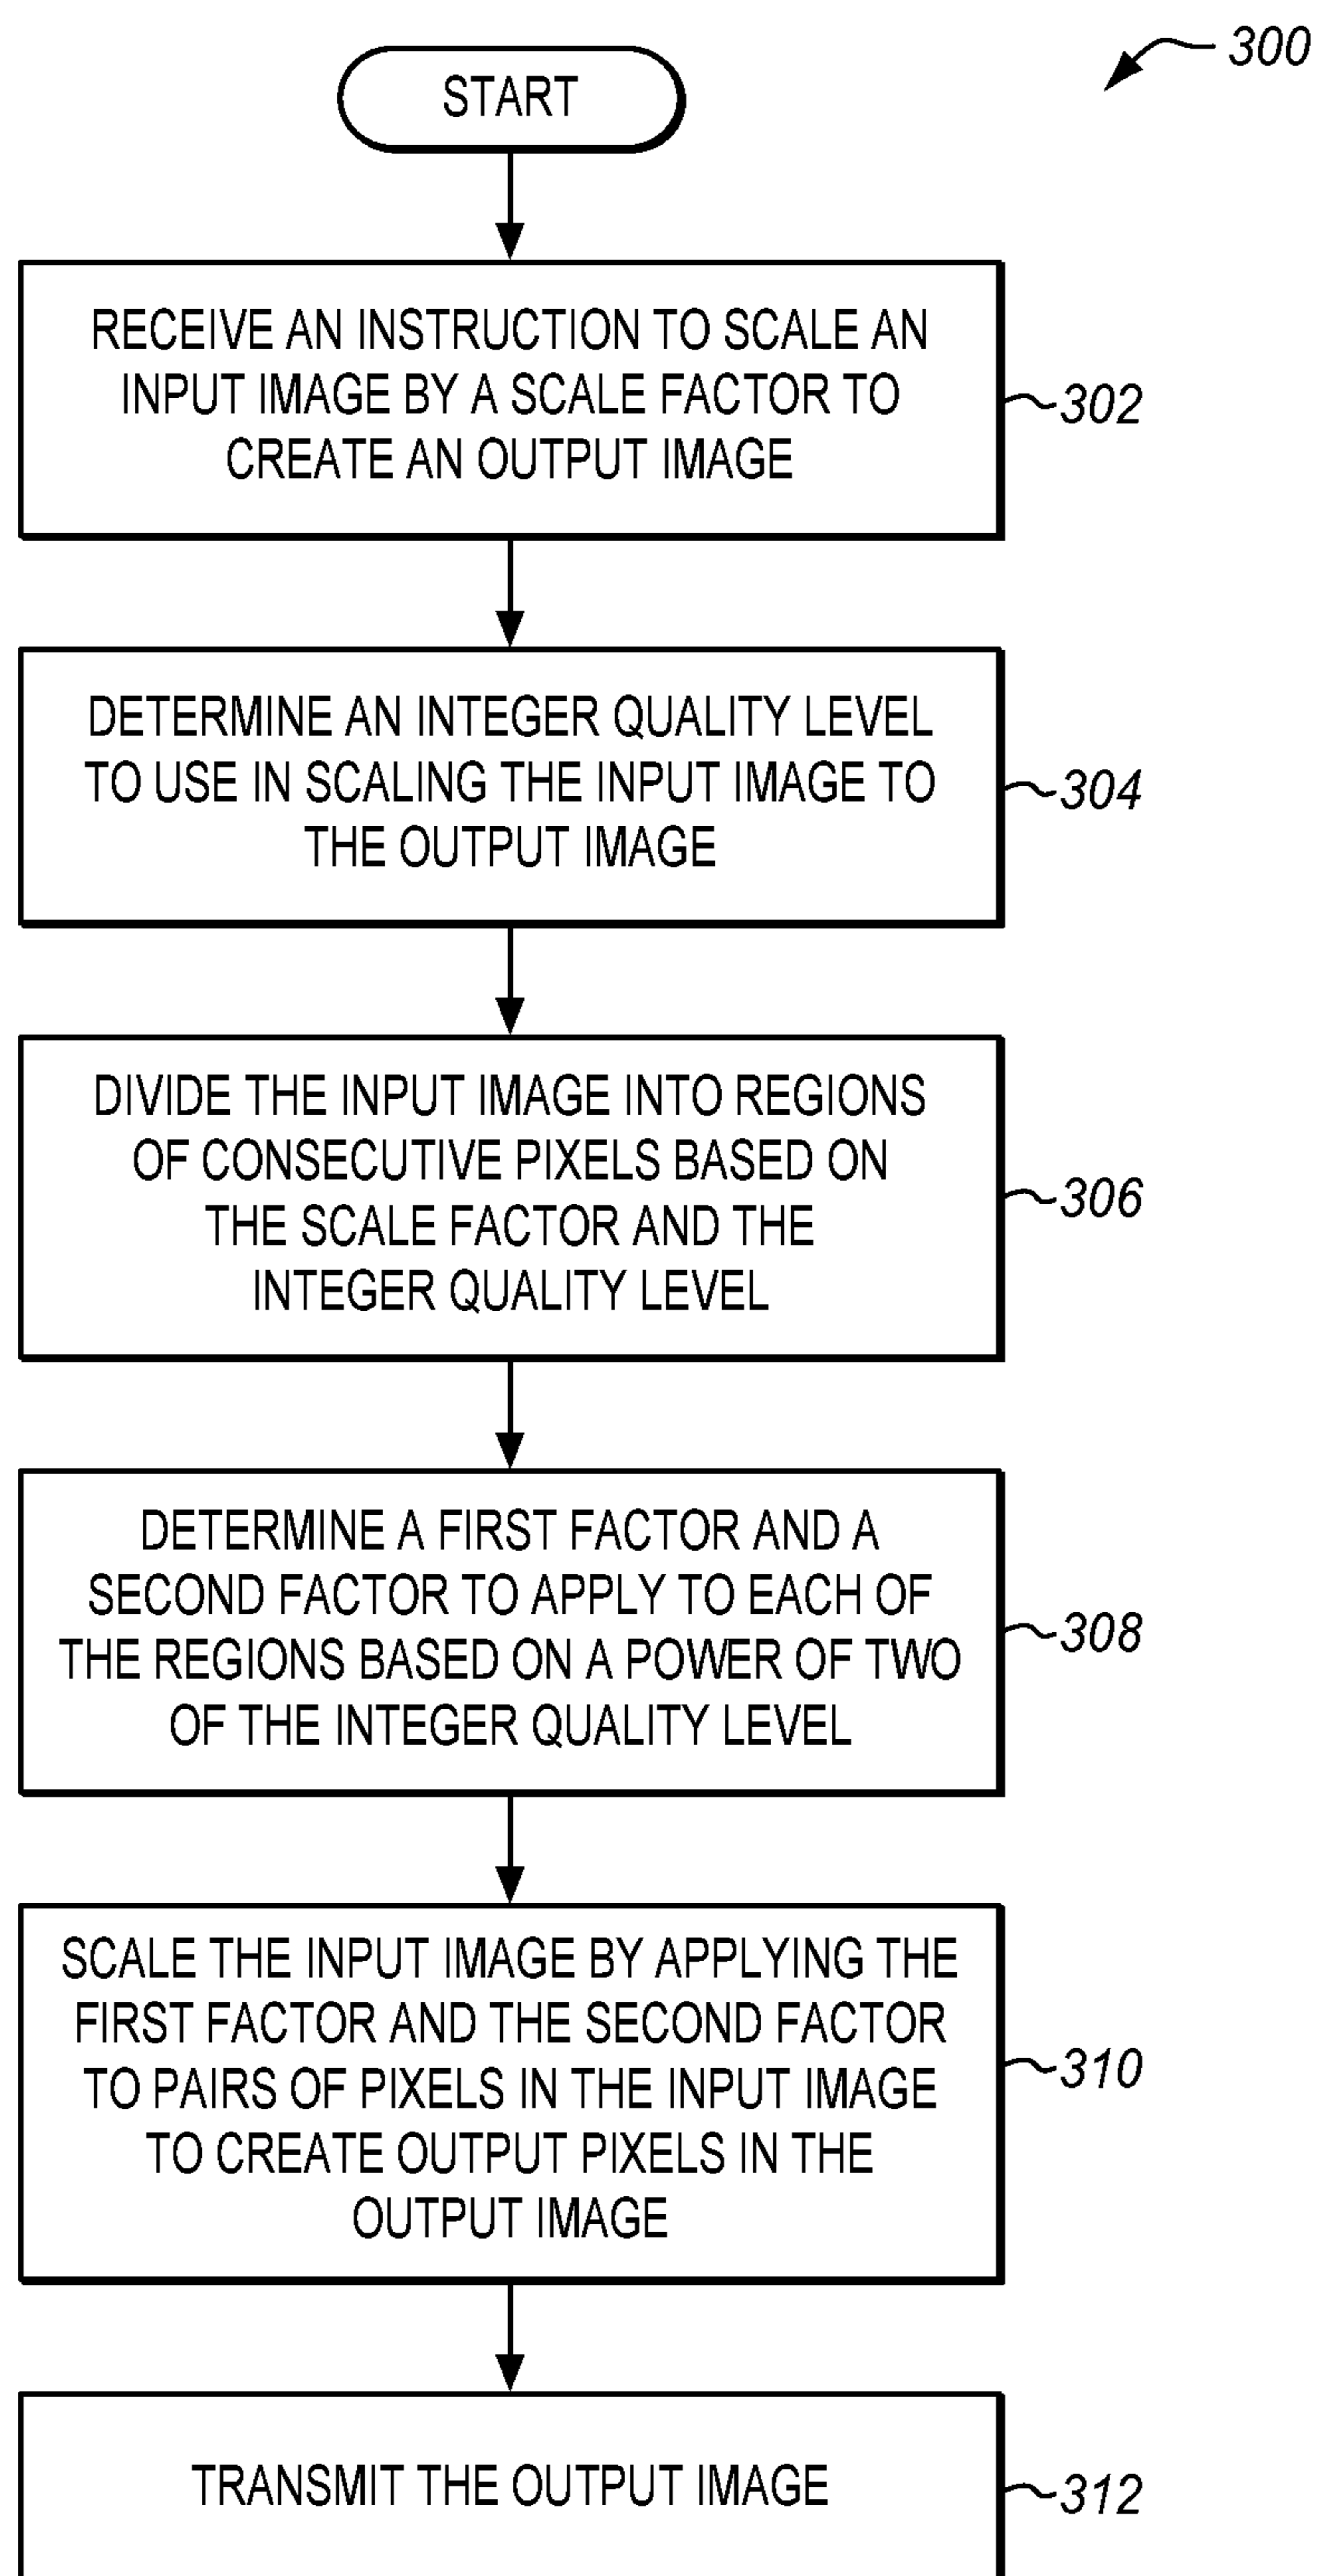 300
START
RECEIVE AN INSTRUCTION TO SCALE AN
INPUT IMAGE BY A SCALE FACTOR TO
CREATE AN OUTPUT IMAGE
302
DETERMINE AN INTEGER QUALITY LEVEL
TO USE IN SCALING THE INPUT IMAGE TO
THE OUTPUT IMAGE
304
DIVIDE THE INPUT IMAGE INTO REGIONS
OF CONSECUTIVE PIXELS BASED ON
THE SCALE FACTOR AND THE
INTEGER QUALITY LEVEL
306
DETERMINE A FIRST FACTOR AND A
SECOND FACTOR TO APPLY TO EACH OF
THE REGIONS BASED ON A POWER OF TWO
OF THE INTEGER QUALITY LEVEL
308
SCALE THE INPUT IMAGE BY APPLYING THE
FIRST FACTOR AND THE SECOND FACTOR
TO PAIRS OF PIXELS IN THE INPUT IMAGE
TO CREATE OUTPUT PIXELS IN THE
OUTPUT IMAGE
310
TRANSMIT THE OUTPUT IMAGE
312